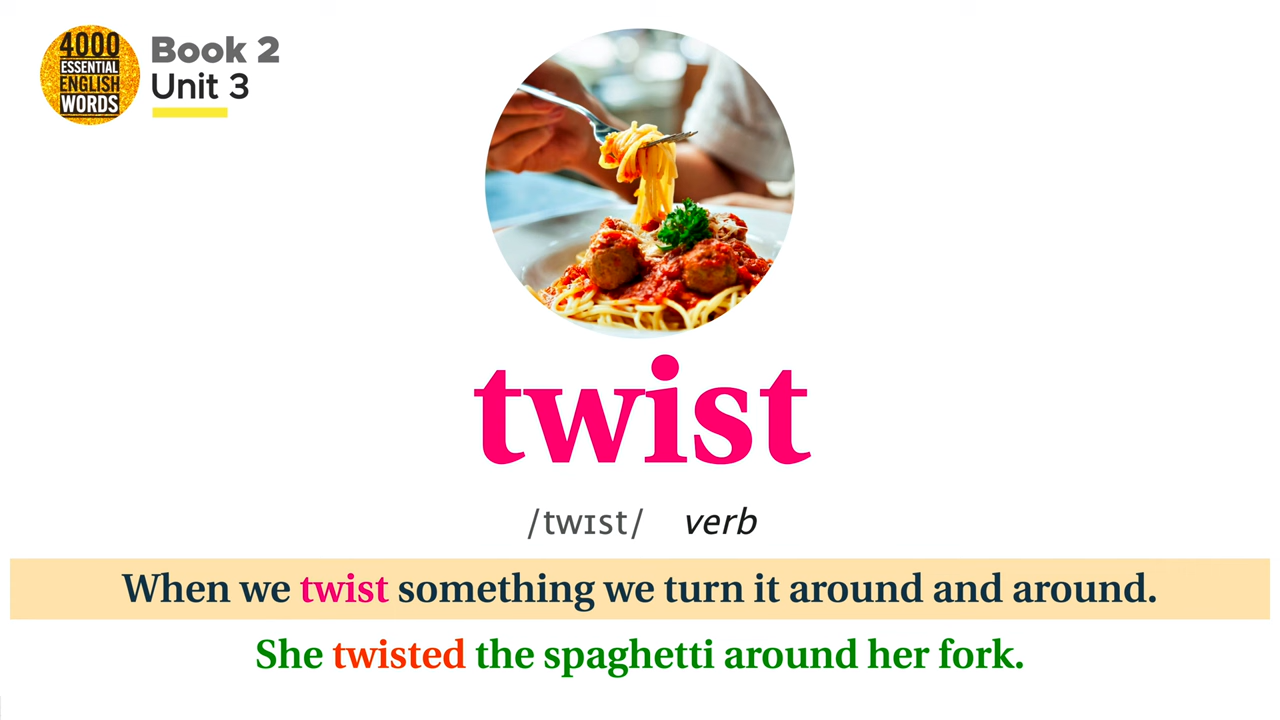 4000
ESSENTIAL
ENGLISH
WORDS
Book 2
Unit 3
twist
/twɪst/ verb
When we twist something we turn it around and around.
She twisted the spaghetti around her fork.